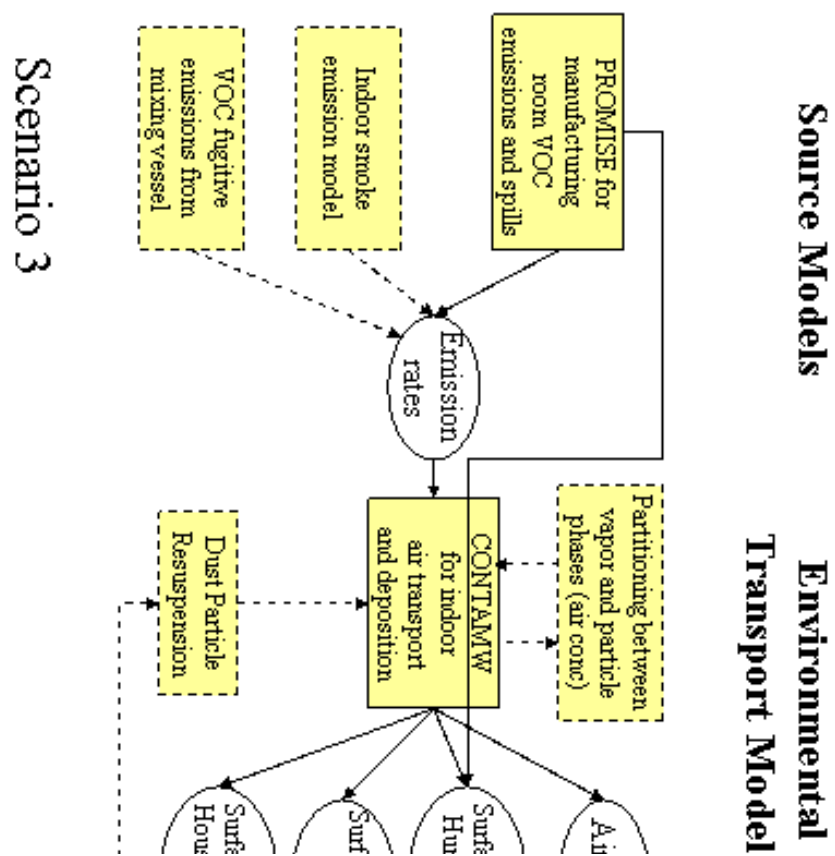 Source Models
Environmental
Transport Model
PROMISE for
manufacturing
room VOC
emissions and spills
Indoor smoke
emission model
VOC fugitive
emissions from
mixing vessel
Emission
rates
Partitioning between
vapor and particle
phases (air conc)
CONTAMW
for indoor
air transport
and deposition
Dust Particle
Resuspension
Scenario 3